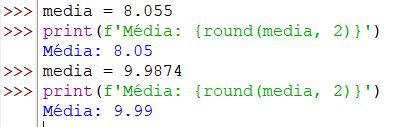 >>> media = 8.055
>>> print(f'Média: {round(media, 2)}')
Média: 8.05
>>> media = 9.9874
>>> print(f'Média: {round(media, 2)}')
Média: 9.99